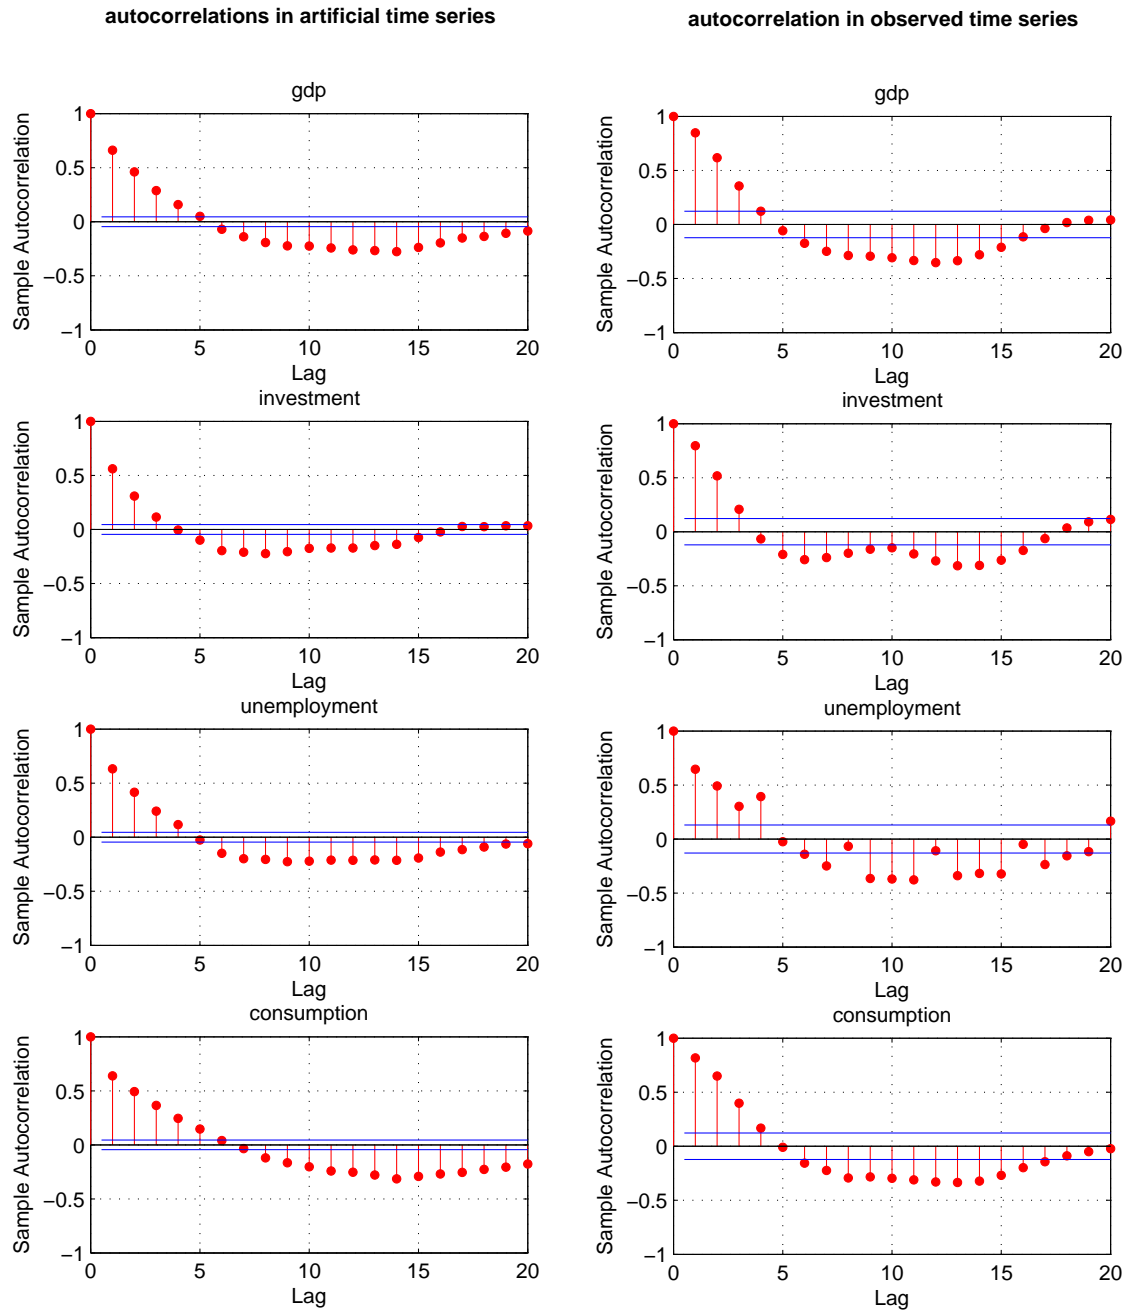 autocorrelations in artificial time series
autocorrelation in observed time series
gdp
Sample Autocorrelation
1
0.5
0
−0.5
−1
0 5 10 15 20
Lag
gdp
Sample Autocorrelation
1
0.5
0
−0.5
−1
0 5 10 15 20
Lag
investment
Sample Autocorrelation
1
0.5
0
−0.5
−1
0 5 10 15 20
Lag
investment
Sample Autocorrelation
1
0.5
0
−0.5
−1
0 5 10 15 20
Lag
unemployment
Sample Autocorrelation
1
0.5
0
−0.5
−1
0 5 10 15 20
Lag
unemployment
Sample Autocorrelation
1
0.5
0
−0.5
−1
0 5 10 15 20
Lag
consumption
Sample Autocorrelation
1
0.5
0
−0.5
−1
0 5 10 15 20
Lag
consumption
Sample Autocorrelation
1
0.5
0
−0.5
−1
0 5 10 15 20
Lag